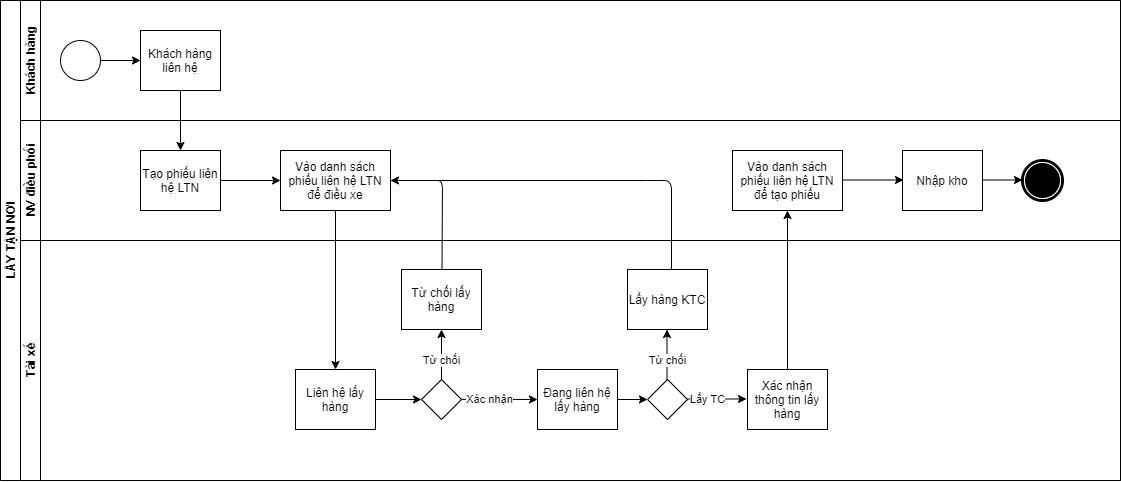 LẤY TẬN NƠI
Khách hàng
Khách hàng
liên hệ
NV điều phối
Tạo phiếu liên
hệ LTN
Vào danh sách
phiếu liên hệ LTN
để điều xe
Vào danh sách
phiếu liên hệ LTN
để tạo phiếu
Nhập kho
Tài xế
Từ chối lấy
hàng
Lấy hàng KTC
Từ chối
Từ chối
Liên hệ lấy
hàng
Xác nhận
Đang liên hệ
lấy hàng
Lấy TC
Xác nhận
thông tin lấy
hàng